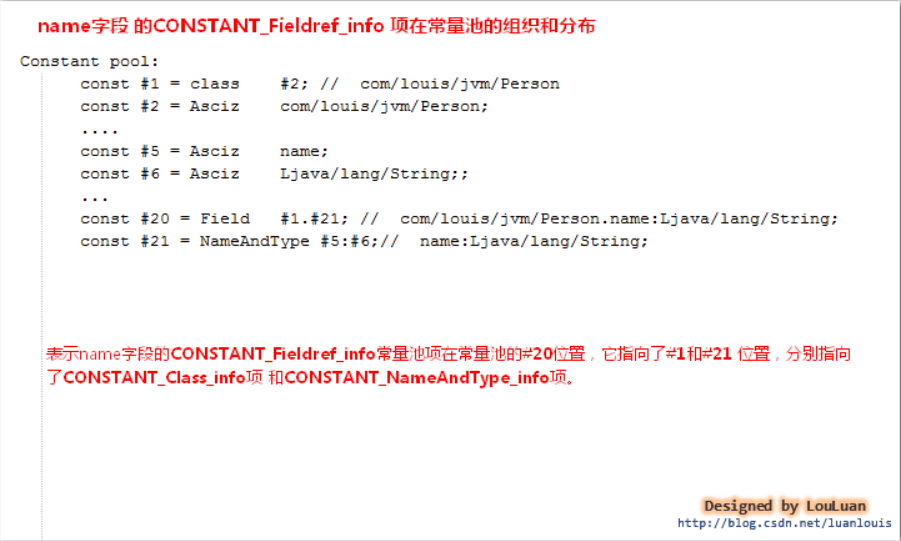 name字段 的CONSTANT_Fieldref_info 项在常量池的组织和分布
Constant pool:
const #1 = class #2; // com/louis/jvm/Person
const #2 = Asciz com/louis/jvm/Person;
....
const #5 = Asciz name;
const #6 = Asciz Ljava/lang/String;;
...
const #20 = Field #1.#21; // com/louis/jvm/Person.name:Ljava/lang/String;
const #21 = NameAndType #5:#6;// name:Ljava/lang/String;
表示name字段的CONSTANT_Fieldref_info常量池项在常量池的#20位置，它指向了#1和#21 位置，分别指向
了CONSTANT_Class_info项 和CONSTANT_NameAndType_info项。
Designed by LouLuan
http://blog.csdn.net/luanlouis